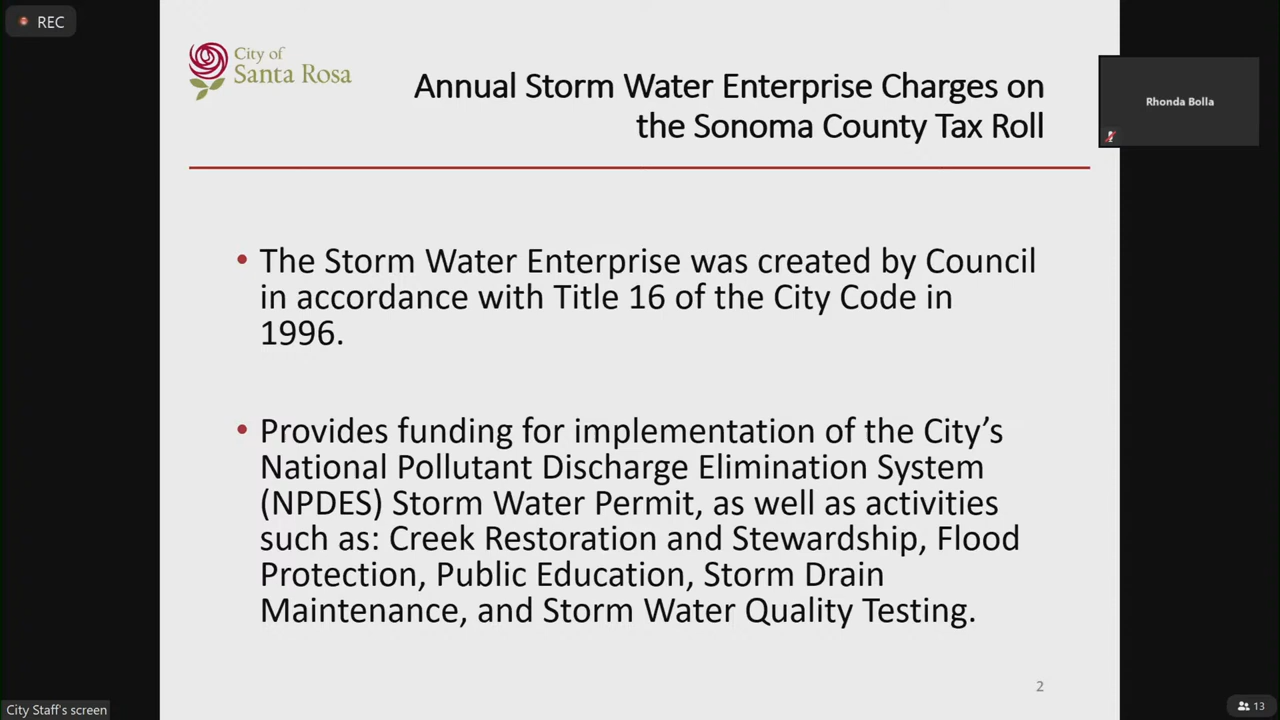 REC
City of
Santa Rosa
Annual Storm Water Enterprise Charges on
the Sonoma County Tax Roll
Rhonda Bolla
• The Storm Water Enterprise was created by Council
in accordance with Title 16 of the City Code in
1996.
• Provides funding for implementation of the City’s
National Pollutant Discharge Elimination System
(NPDES) Storm Water Permit, as well as activities
such as: Creek Restoration and Stewardship, Flood
Protection, Public Education, Storm Drain
Maintenance, and Storm Water Quality Testing.
2
City Staff's screen
13